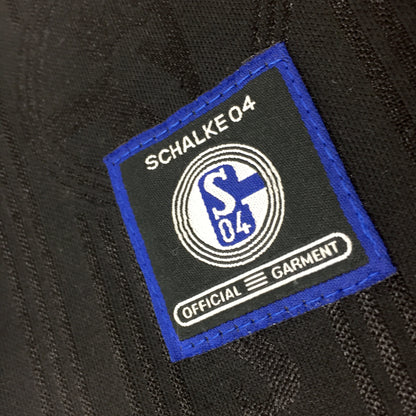 SCHALKE 04
S
04
OFFICIAL GARMENT